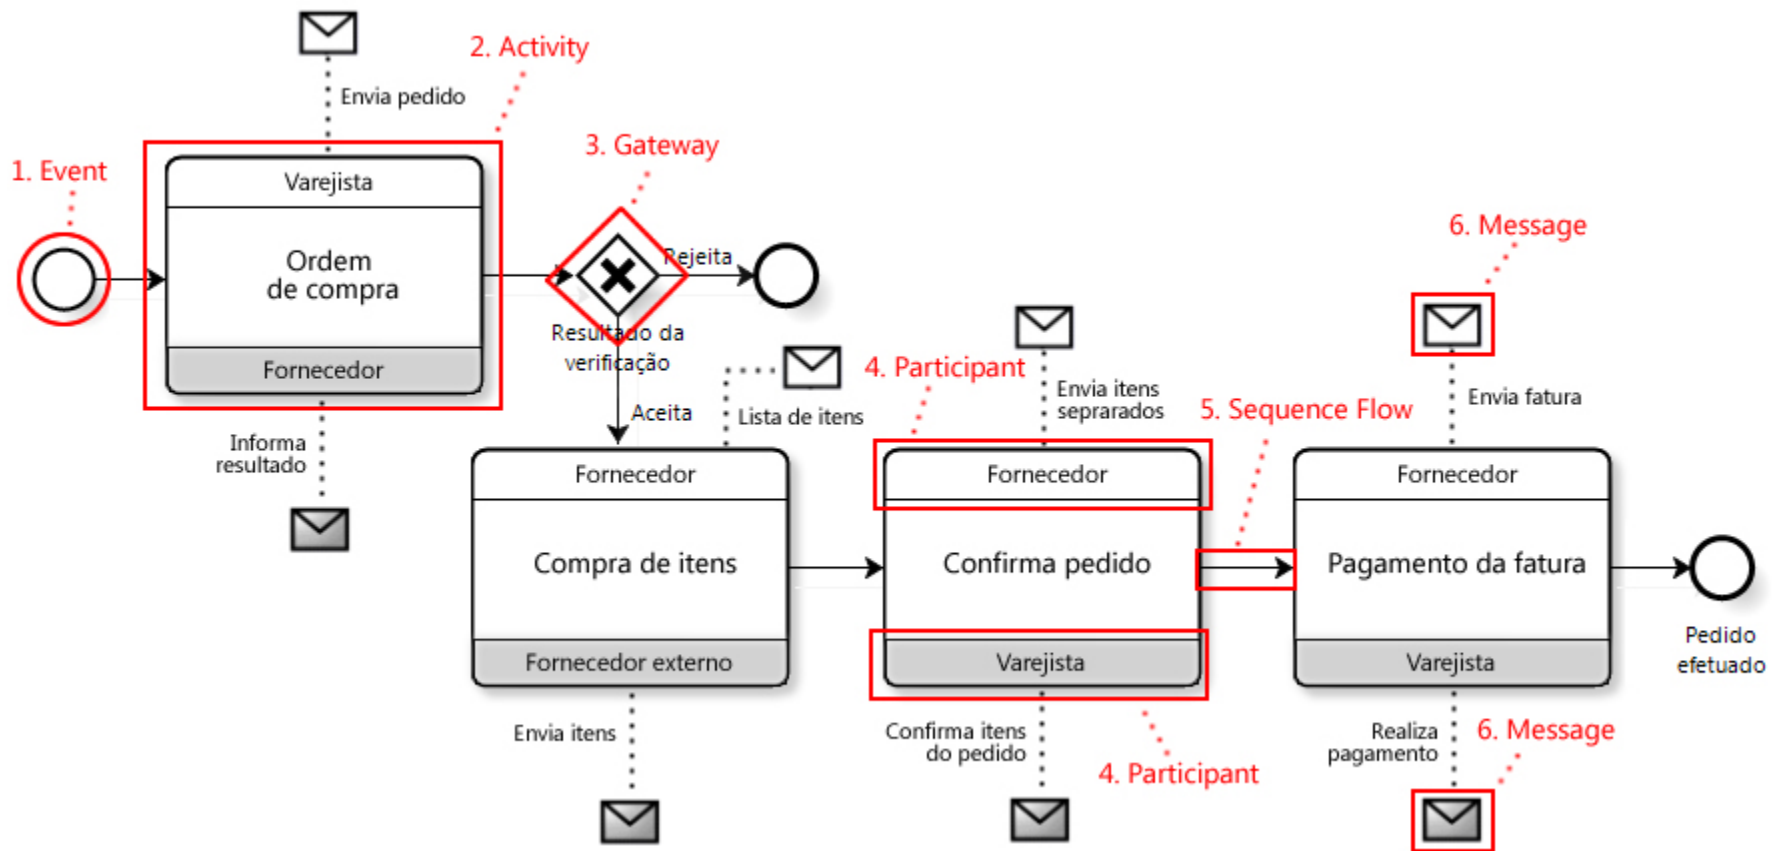 2. Activity
Envia pedido
3. Gateway
1. Event
Varejista
Ordem
de compra
Fornecedor
Rejeita
Resultado da
verificação
Aceita
Informa
resultado
Lista de itens
4. Participant
Envia itens
seprarados
5. Sequence Flow
6. Message
Envia fatura
Fornecedor
Compra de itens
Fornecedor externo
Envia itens
Fornecedor
Confirma pedido
Varejista
Confirma itens
do pedido
4. Participant
Fornecedor
Pagamento da fatura
Varejista
Realiza
pagamento
6. Message
Pedido
efetuado